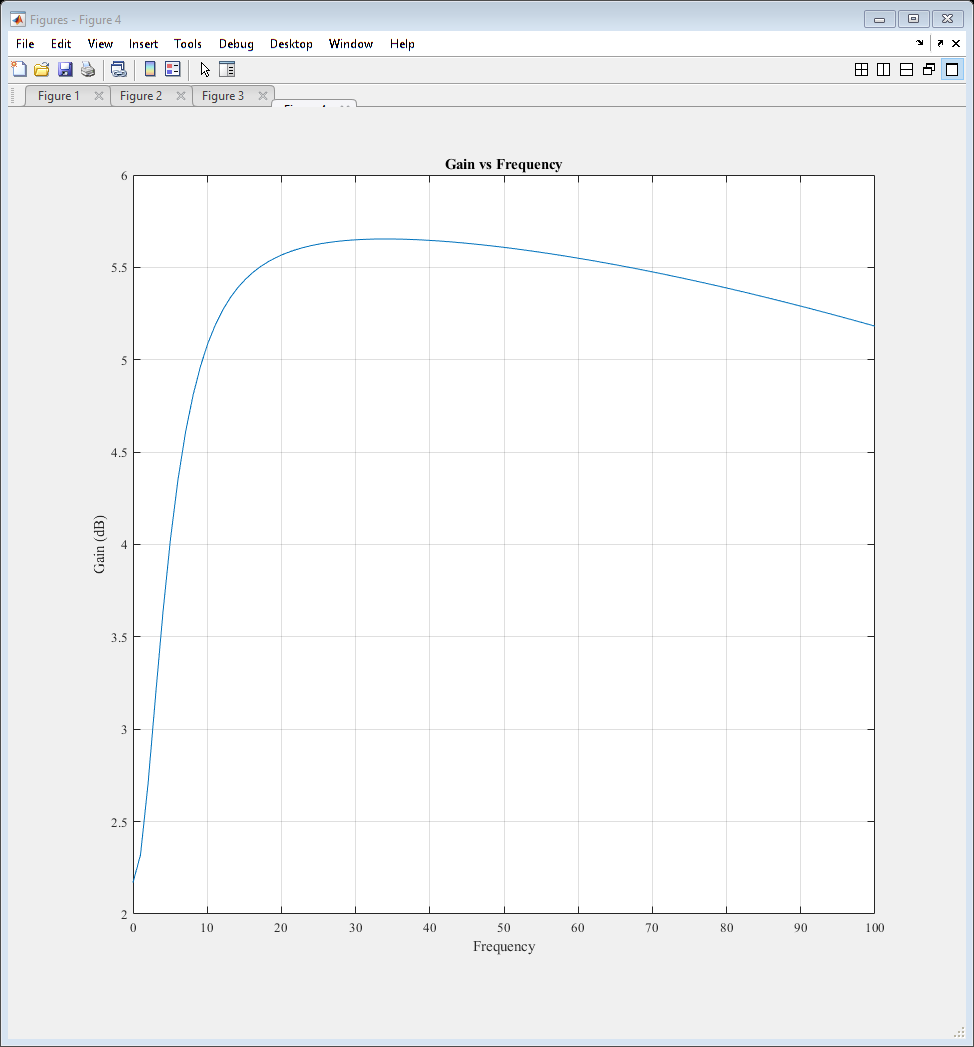 Figures - Figure 4
File Edit View Insert Tools Debug Desktop Window Help
Figure 1 Figure 2 Figure 3
Gain vs Frequency
6
5.5
5
4.5
4
3.5
3
2.5
2
Gain (dB)
0 10 20 30 40 50 60 70 80 90 100
Frequency